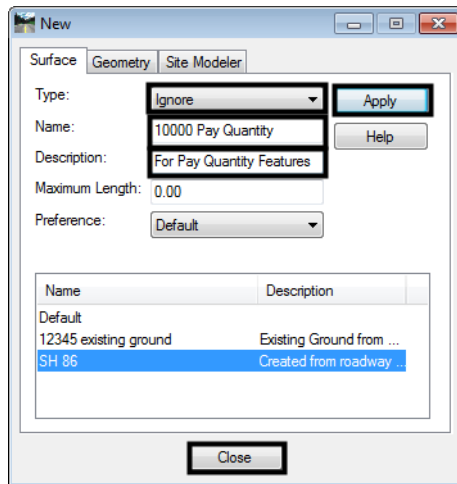 New
Surface Geometry Site Modeler
Type: Ignore Apply
Name: 10000 Pay Quantity Help
Description: For Pay Quantity Features
Maximum Length: 0.00
Preference: Default
Name Description
Default
12345 existing ground Existing Ground from ...
SH 86 Created from roadway ...
Close